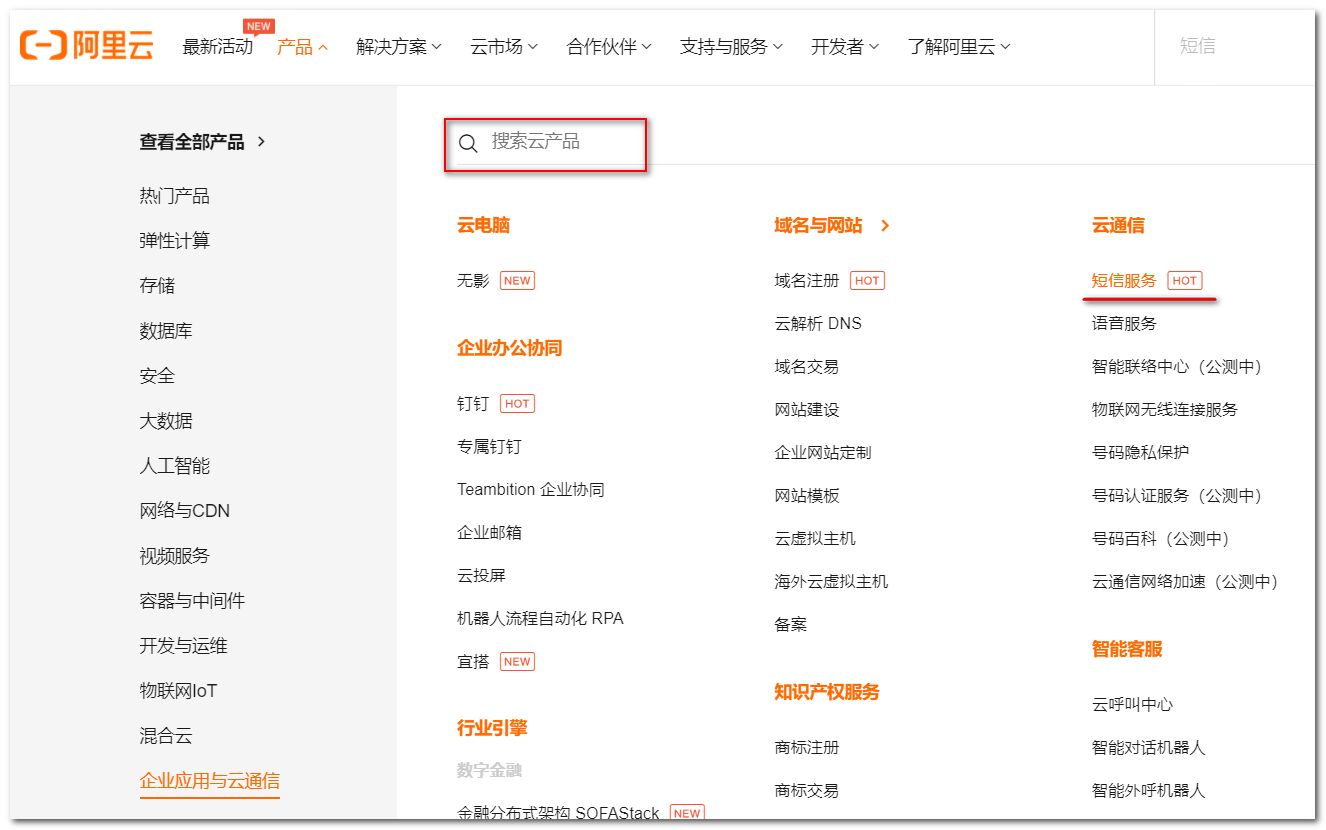 阿里云
最新活动
NEW
产品
解决方案
云市场
合作伙伴
支持与服务
开发者
了解阿里云
短信
查看全部产品
热门产品
弹性计算
存储
数据库
安全
大数据
人工智能
网络与CDN
视频服务
容器与中间件
开发与运维
物联网IoT
混合云
企业应用与云通信
搜索云产品
云电脑
无影 NEW
企业办公协同
钉钉 HOT
专属钉钉
Teambition 企业协同
企业邮箱
云投屏
机器人流程自动化 RPA
宜搭 NEW
行业引擎
数字金融
金融分布式架构 SOFAStack NEW
域名与网站
域名注册 HOT
云解析 DNS
域名交易
网站建设
企业网站定制
网站模板
云虚拟主机
海外云虚拟主机
备案
知识产权服务
商标注册
商标交易
云通信
短信服务 HOT
语音服务
智能联络中心（公测中）
物联网无线连接服务
号码隐私保护
号码认证服务（公测中）
号码百科（公测中）
云通信网络加速（公测中）
智能客服
云呼叫中心
智能对话机器人
智能外呼机器人